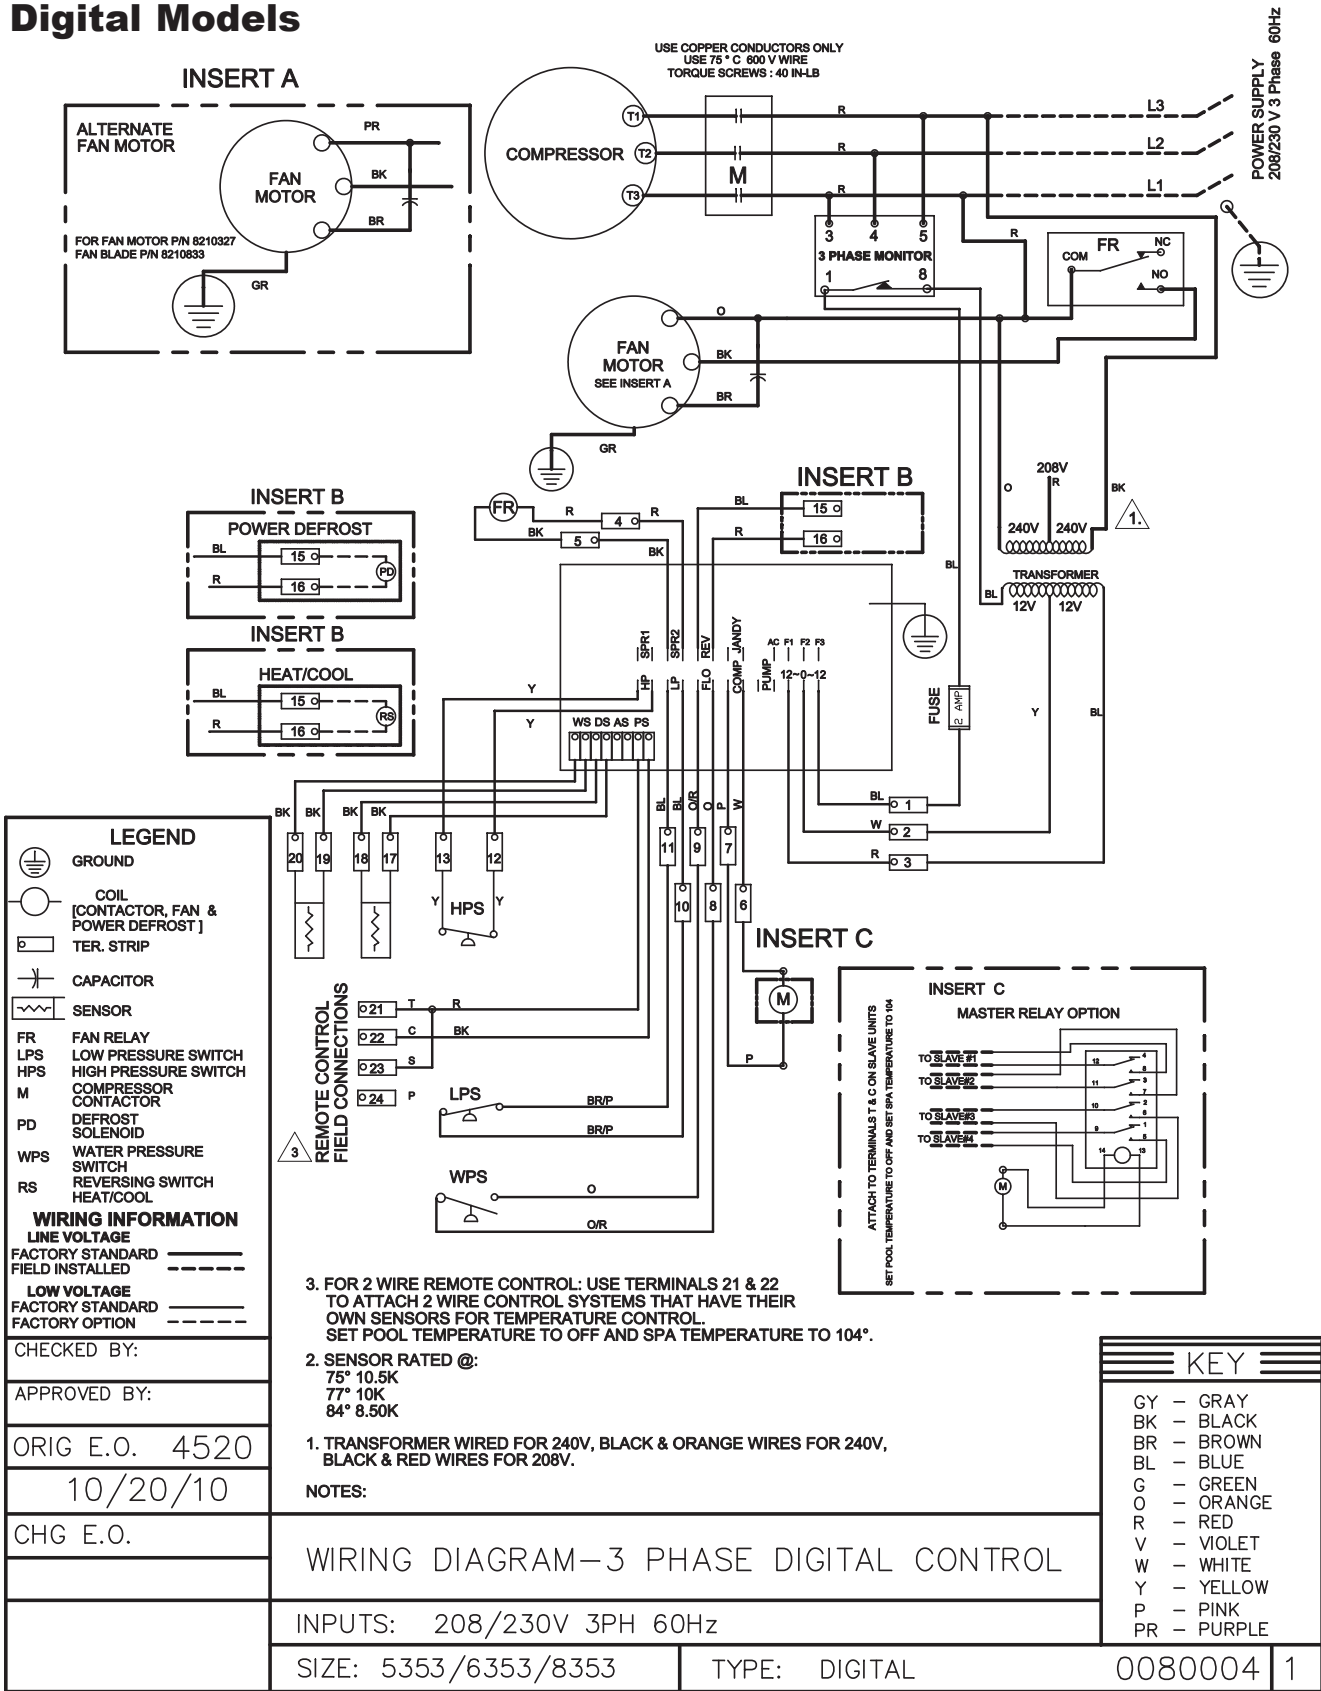 Digital Models
INSERT A
ALTERNATE
FAN MOTOR
FAN
MOTOR
PR
BK
BR
FOR FAN MOTOR P/N 8210327
FAN BLADE P/N 8210833
GR
USE COPPER CONDUCTORS ONLY
USE 75° C 600 V WIRE
TORQUE SCREWS : 40 IN-LB
COMPRESSOR
T1
T2
T3
M
R
R
R
L3
L2
L1
POWER SUPPLY
208/230 V 3 Phase 60Hz
3 4 5
3 PHASE MONITOR
1 8
R
FR
COM
NC
NO
FAN
MOTOR
SEE INSERT A
O
BK
BR
GR
208V
R
O
BK
1.
240V 240V
TRANSFORMER
12V 12V
BL
BL
Y
BL
FUSE
2 AMP
INSERT B
POWER DEFROST
BL
15
R
16
PD
INSERT B
HEAT/COOL
BL
15
R
16
RS
FR
R
4
R
BK
5
BK
INSERT B
BL
15
R
16
HP SPR1
LP SPR2
FLO REV
COMP JANDY
PUMP
AC F1 F2 F3
12~0~12
WS DS AS PS
Y
Y
BK BK BK BK
20 19 18 17 13 12
Y Y
HPS
BL BL O/R O P W
11 9 7
10 8 6
BL 1
W 2
R 3
INSERT C
M
P
REMOTE CONTROL
FIELD CONNECTIONS
3
21 T R
22 C BK
23 S
24 P
LPS
BR/P
BR/P
WPS
O
O/R
INSERT C
MASTER RELAY OPTION
ATTACH TO TERMINALS T & C ON SLAVE UNITS
SET POOL TEMPERATURE TO OFF AND SET SPA TEMPERATURE TO 104
TO SLAVE #1
TO SLAVE#2
TO SLAVE#3
TO SLAVE#4
12 4
8
11 3
7
10 2
6
9 1
5
14 13
M
LEGEND
GROUND
COIL
[CONTACTOR, FAN &
POWER DEFROST ]
TER. STRIP
CAPACITOR
SENSOR
FR FAN RELAY
LPS LOW PRESSURE SWITCH
HPS HIGH PRESSURE SWITCH
M COMPRESSOR
CONTACTOR
PD DEFROST
SOLENOID
WPS WATER PRESSURE
SWITCH
RS REVERSING SWITCH
HEAT/COOL
WIRING INFORMATION
LINE VOLTAGE
FACTORY STANDARD
FIELD INSTALLED
LOW VOLTAGE
FACTORY STANDARD
FACTORY OPTION
CHECKED BY:
APPROVED BY:
ORIG E.O. 4520
10/20/10
CHG E.O.
3. FOR 2 WIRE REMOTE CONTROL: USE TERMINALS 21 & 22
TO ATTACH 2 WIRE CONTROL SYSTEMS THAT HAVE THEIR
OWN SENSORS FOR TEMPERATURE CONTROL.
SET POOL TEMPERATURE TO OFF AND SPA TEMPERATURE TO 104°.
2. SENSOR RATED @:
75° 10.5K
77° 10K
84° 8.50K
1. TRANSFORMER WIRED FOR 240V, BLACK & ORANGE WIRES FOR 240V,
BLACK & RED WIRES FOR 208V.
NOTES:
KEY
GY – GRAY
BK – BLACK
BR – BROWN
BL – BLUE
G – GREEN
O – ORANGE
R – RED
V – VIOLET
W – WHITE
Y – YELLOW
P – PINK
PR – PURPLE
WIRING DIAGRAM–3 PHASE DIGITAL CONTROL
INPUTS: 208/230V 3PH 60Hz
SIZE: 5353/6353/8353
TYPE: DIGITAL
0080004 1